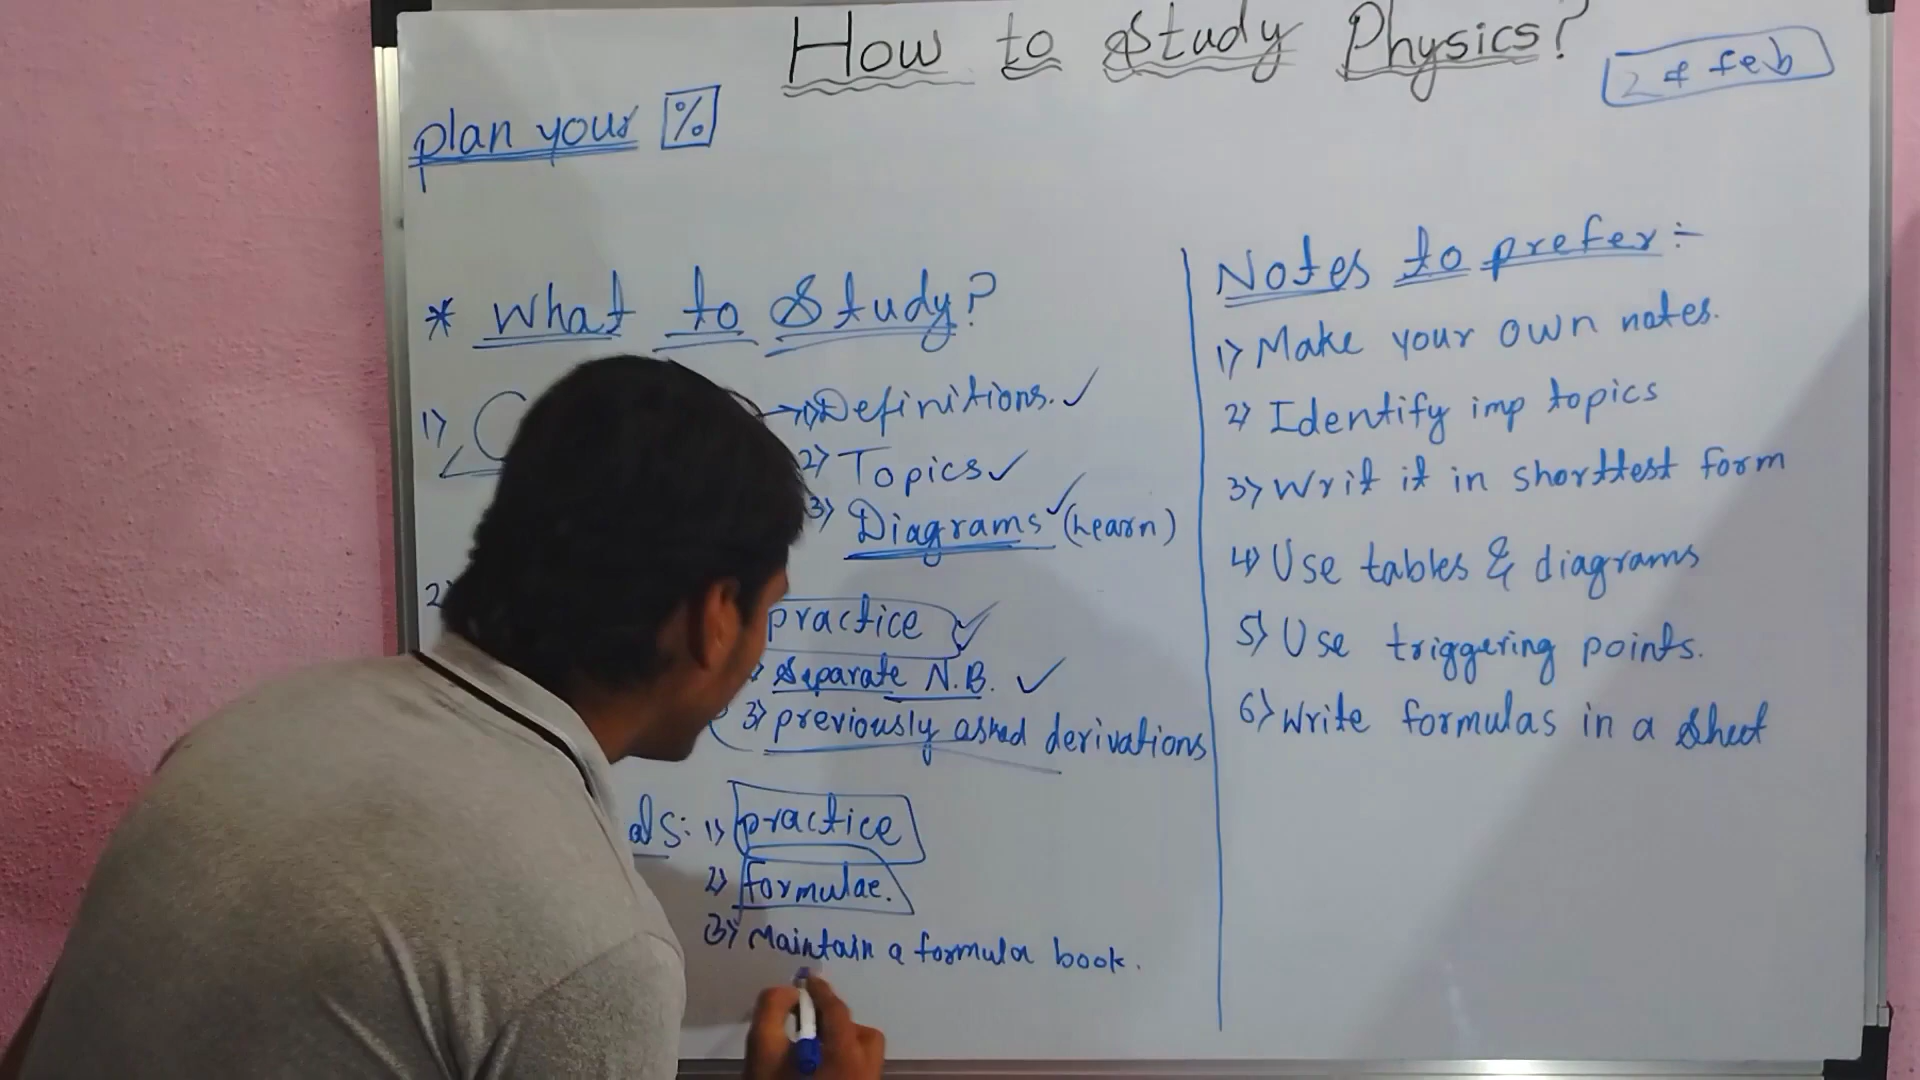 How to Study Physics?
24 feb
plan your %
* What to Study?
1)
→1) Definitions. ✓
2) Topics ✓
3) Diagrams ✓ (Learn)
2)
practice ✓
Separate N.B. ✓
3) previously asked derivations
als: 1) practice
2) formulae.
3) Maintain a formula book.
Notes to prefer :-
1) Make your own notes.
2) Identify imp topics
3) Writ it in shorttest form
4) Use tables & diagrams
5) Use triggering points.
6) Write formulas in a sheet